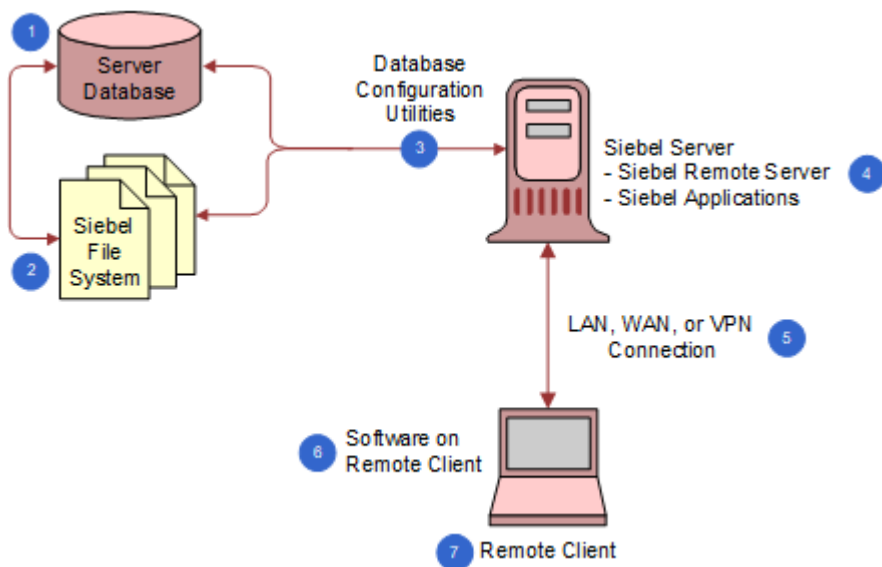 1
Server
Database
2
Siebel
File
System
Database
Configuration
Utilities
3
Siebel Server
- Siebel Remote Server
- Siebel Applications
4
LAN, WAN, or VPN
Connection
5
6
Software on
Remote Client
7
Remote Client